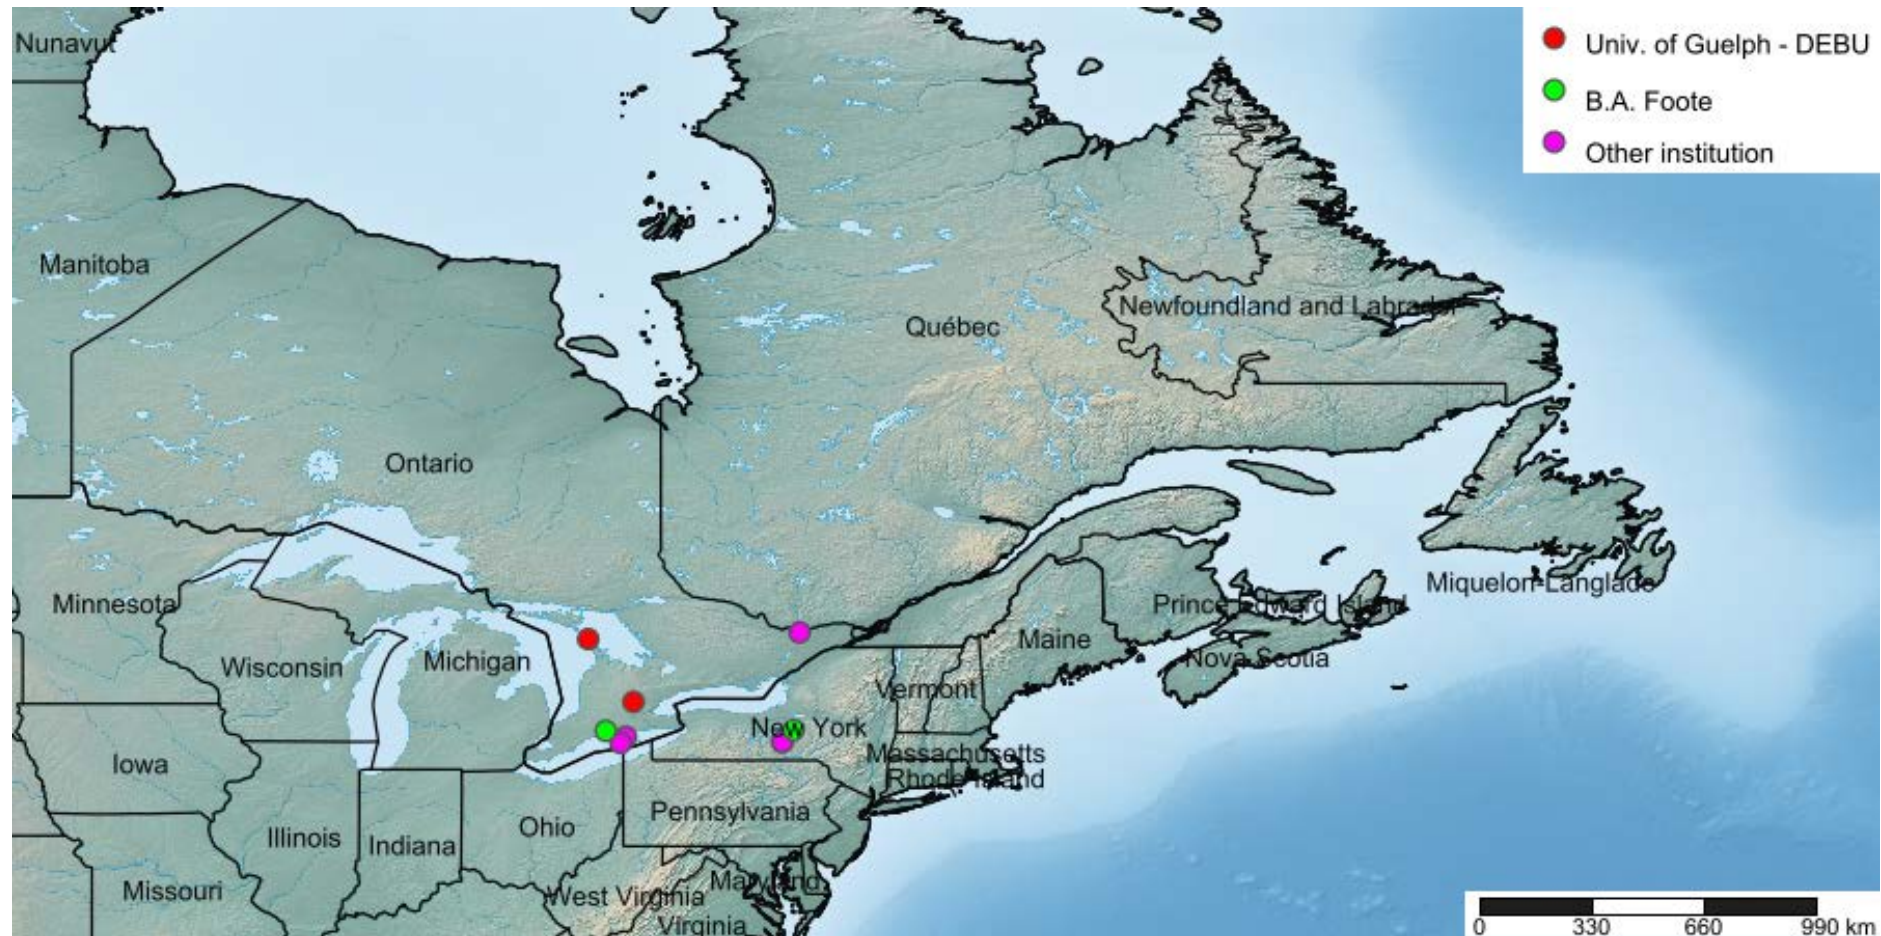 Nunavut
Univ. of Guelph - DEBU
B.A. Foote
Other institution
Manitoba
Newfoundland and Labrador
Québec
Ontario
Miquelon-Langlade
Minnesota
Prince Edward Island
Maine
Wisconsin
Michigan
Nova Scotia
Vermont
New York
Massachusetts
Iowa
Rhode Island
Pennsylvania
Ohio
Illinois
Indiana
Maryland
Missouri
West Virginia
Virginia
0 330 660 990 km